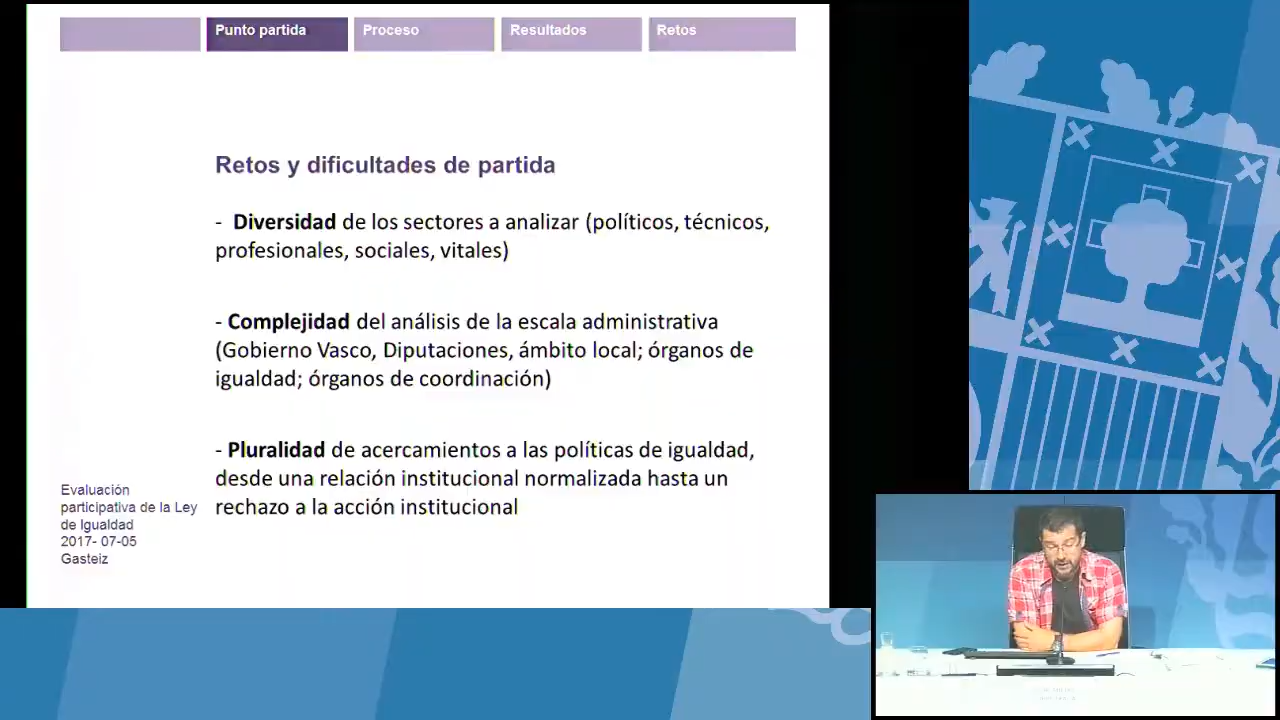 Punto partida
Proceso
Resultados
Retos
Retos y dificultades de partida
- Diversidad de los sectores a analizar (políticos, técnicos,
profesionales, sociales, vitales)
- Complejidad del análisis de la escala administrativa
(Gobierno Vasco, Diputaciones, ámbito local; órganos de
igualdad; órganos de coordinación)
- Pluralidad de acercamientos a las políticas de igualdad,
desde una relación institucional normalizada hasta un
rechazo a la acción institucional
Evaluación
participativa de la Ley
de Igualdad
2017- 07-05
Gasteiz